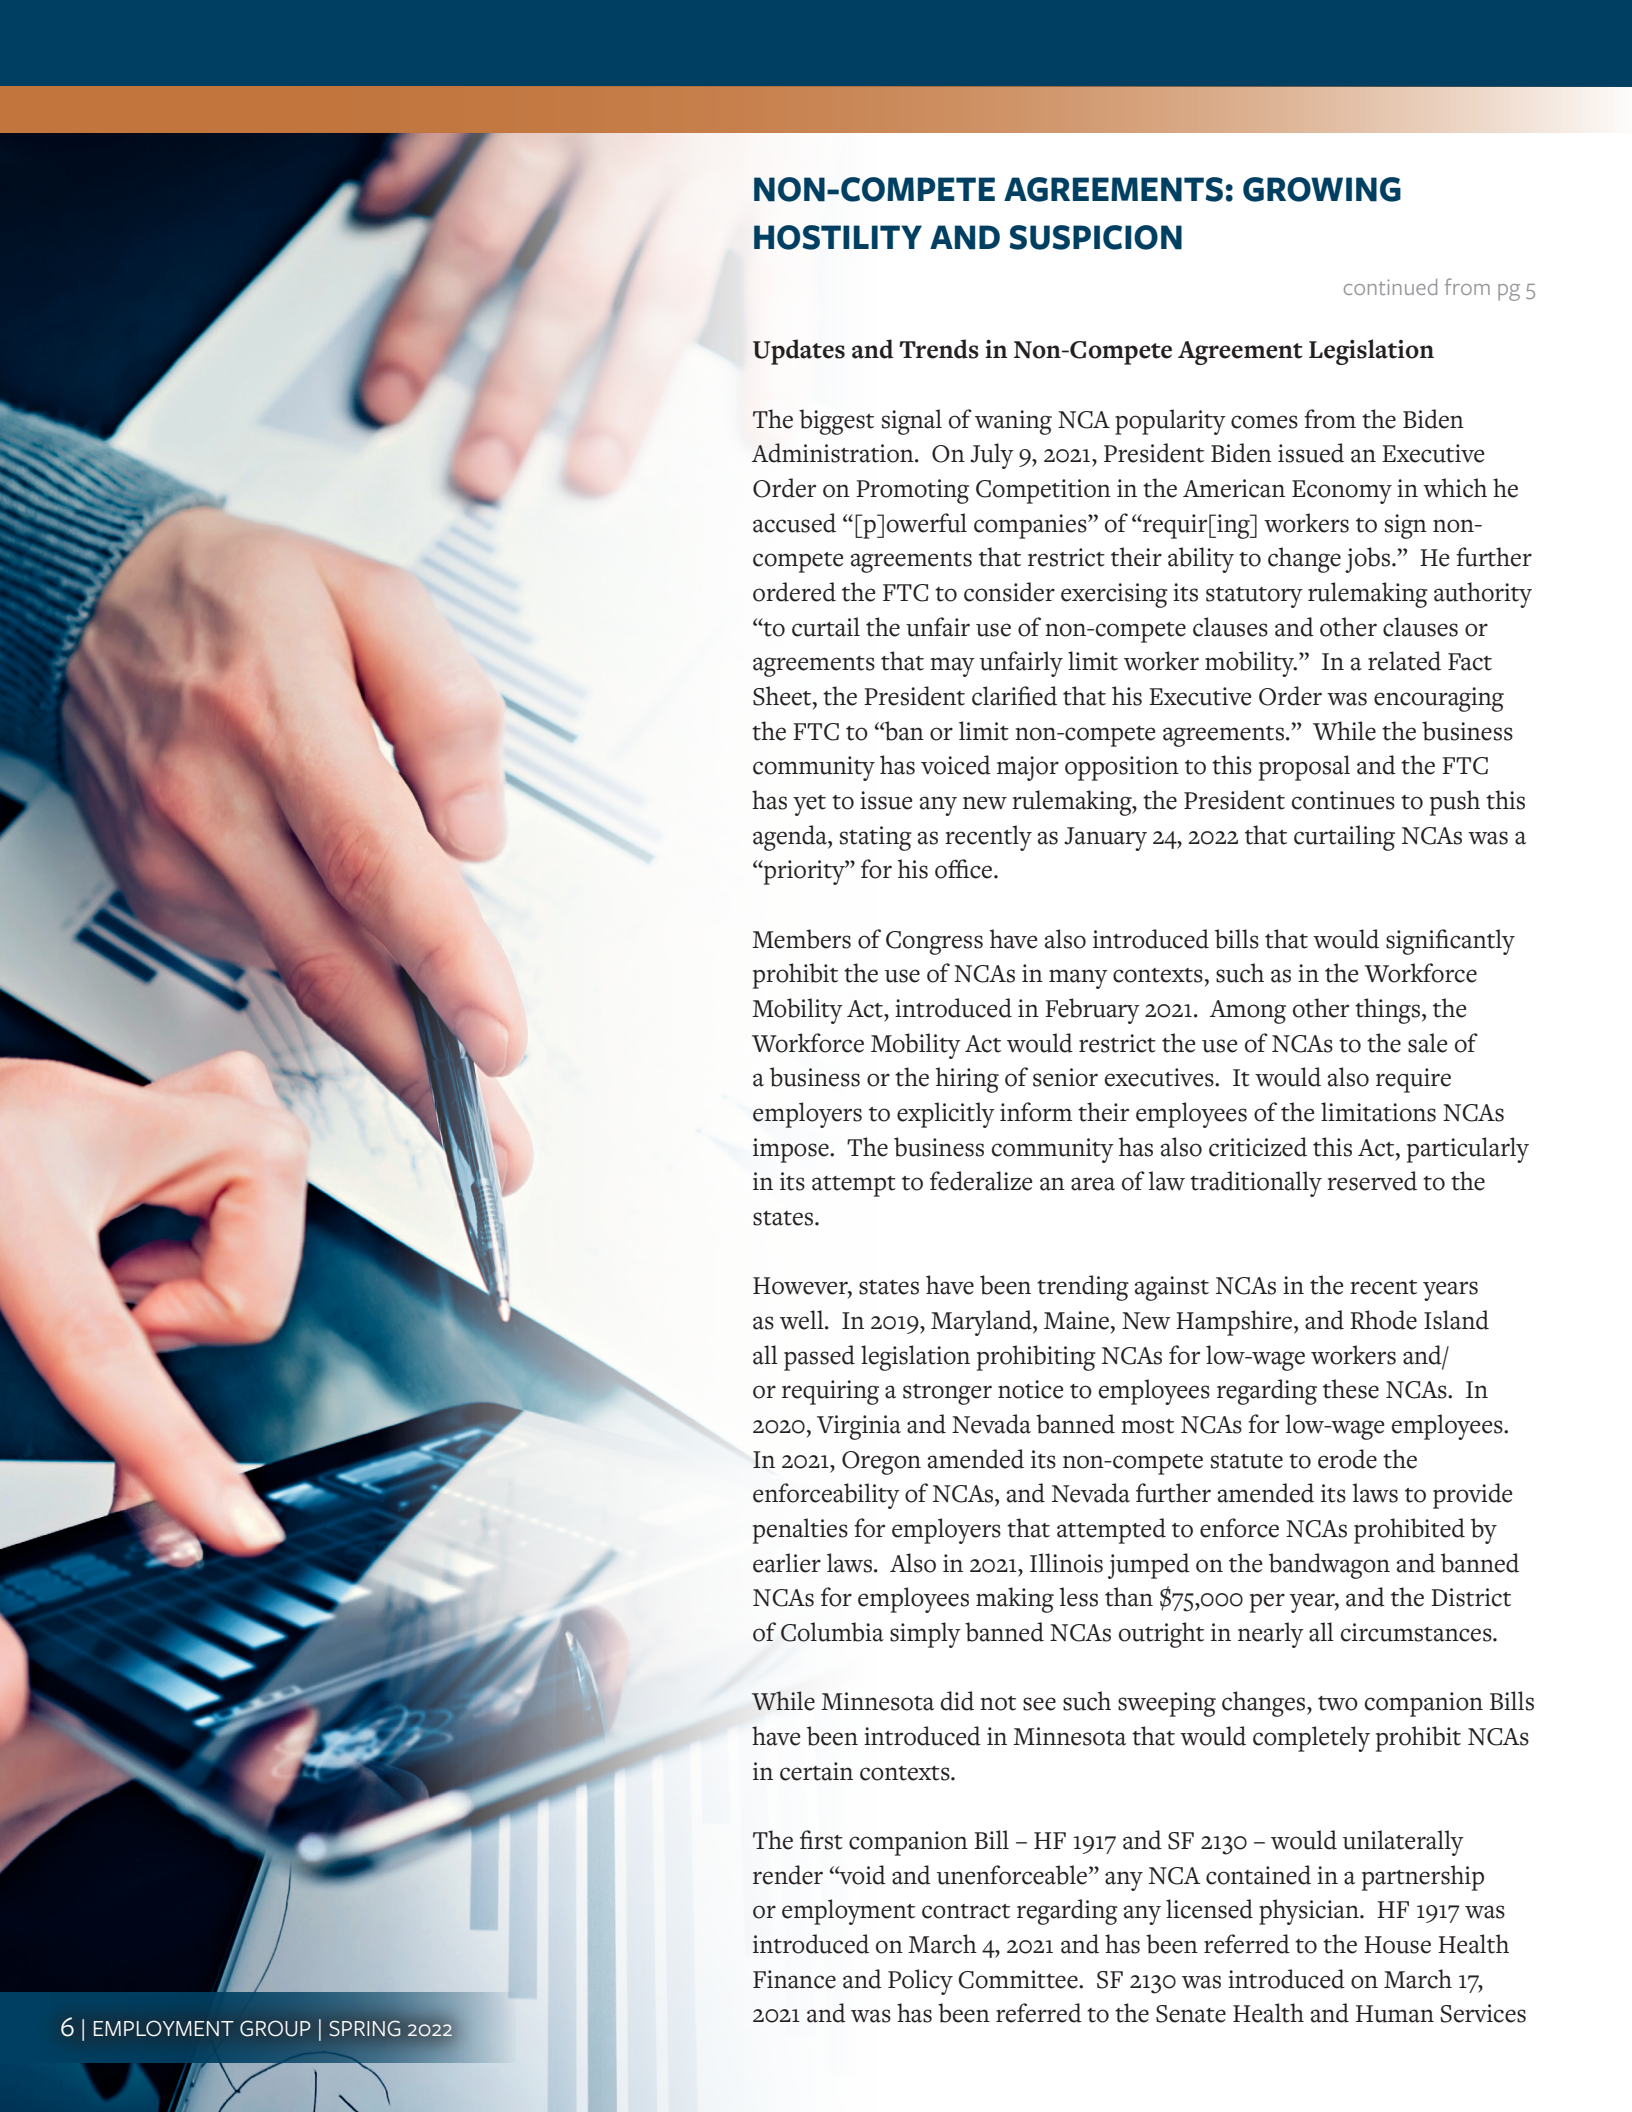 NON-COMPETE AGREEMENTS: GROWING
HOSTILITY AND SUSPICION
continued from pg 5
Updates and Trends in Non-Compete Agreement Legislation
The biggest signal of waning NCA popularity comes from the Biden
Administration.  On July 9, 2021, President Biden issued an Executive
Order on Promoting Competition in the American Economy in which he
accused “[p]owerful companies” of “requir[ing] workers to sign non-
compete agreements that restrict their ability to change jobs.”  He further
ordered the FTC to consider exercising its statutory rulemaking authority
“to curtail the unfair use of non-compete clauses and other clauses or
agreements that may unfairly limit worker mobility.”  In a related Fact
Sheet, the President clarified that his Executive Order was encouraging
the FTC to “ban or limit non-compete agreements.”  While the business
community has voiced major opposition to this proposal and the FTC
has yet to issue any new rulemaking, the President continues to push this
agenda, stating as recently as January 24, 2022 that curtailing NCAs was a
“priority” for his office.
Members of Congress have also introduced bills that would significantly
prohibit the use of NCAs in many contexts, such as in the Workforce
Mobility Act, introduced in February 2021.  Among other things, the
Workforce Mobility Act would restrict the use of NCAs to the sale of
a business or the hiring of senior executives.  It would also require
employers to explicitly inform their employees of the limitations NCAs
impose.  The business community has also criticized this Act, particularly
in its attempt to federalize an area of law traditionally reserved to the
states.
However, states have been trending against NCAs in the recent years
as well.  In 2019, Maryland, Maine, New Hampshire, and Rhode Island
all passed legislation prohibiting NCAs for low-wage workers and/
or requiring a stronger notice to employees regarding these NCAs.  In
2020, Virginia and Nevada banned most NCAs for low-wage employees.
In 2021, Oregon amended its non-compete statute to erode the
enforceability of NCAs, and Nevada further amended its laws to provide
penalties for employers that attempted to enforce NCAs prohibited by
earlier laws.  Also in 2021, Illinois jumped on the bandwagon and banned
NCAs for employees making less than $75,000 per year, and the District
of Columbia simply banned NCAs outright in nearly all circumstances.
While Minnesota did not see such sweeping changes, two companion Bills
have been introduced in Minnesota that would completely prohibit NCAs
in certain contexts.
The first companion Bill – HF 1917 and SF 2130 – would unilaterally
render “void and unenforceable” any NCA contained in a partnership
or employment contract regarding any licensed physician.  HF 1917 was
introduced on March 4, 2021 and has been referred to the House Health
Finance and Policy Committee.  SF 2130 was introduced on March 17,
2021 and was has been referred to the Senate Health and Human Services
6 | EMPLOYMENT GROUP | SPRING 2022